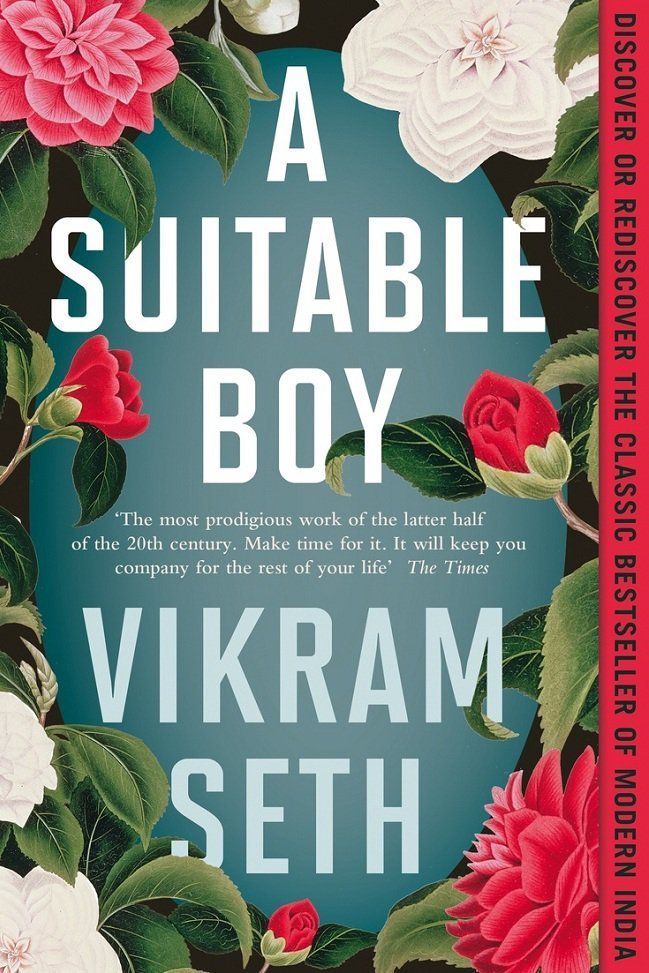 A
SUITABLE
BOY
‘The most prodigious work of the latter half
of the 20th century. Make time for it. It will keep you
company for the rest of your life’ The Times
VIKRAM
SETH
DISCOVER OR REDISCOVER THE CLASSIC BESTSELLER OF MODERN INDIA